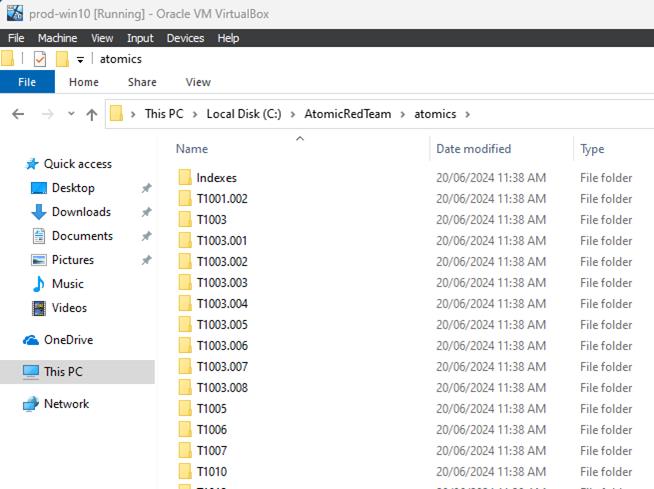 prod-win10 [Running] - Oracle VM VirtualBox
File Machine View Input Devices Help
atomics
File Home Share View
This PC Local Disk (C:) AtomicRedTeam atomics
Name Date modified Type
Quick access
Desktop
Downloads
Documents
Pictures
Music
Videos
OneDrive
This PC
Network
Indexes 20/06/2024 11:38 AM File folder
T1001.002 20/06/2024 11:38 AM File folder
T1003 20/06/2024 11:38 AM File folder
T1003.001 20/06/2024 11:38 AM File folder
T1003.002 20/06/2024 11:38 AM File folder
T1003.003 20/06/2024 11:38 AM File folder
T1003.004 20/06/2024 11:38 AM File folder
T1003.005 20/06/2024 11:38 AM File folder
T1003.006 20/06/2024 11:38 AM File folder
T1003.007 20/06/2024 11:38 AM File folder
T1003.008 20/06/2024 11:38 AM File folder
T1005 20/06/2024 11:38 AM File folder
T1006 20/06/2024 11:38 AM File folder
T1007 20/06/2024 11:38 AM File folder
T1010 20/06/2024 11:38 AM File folder